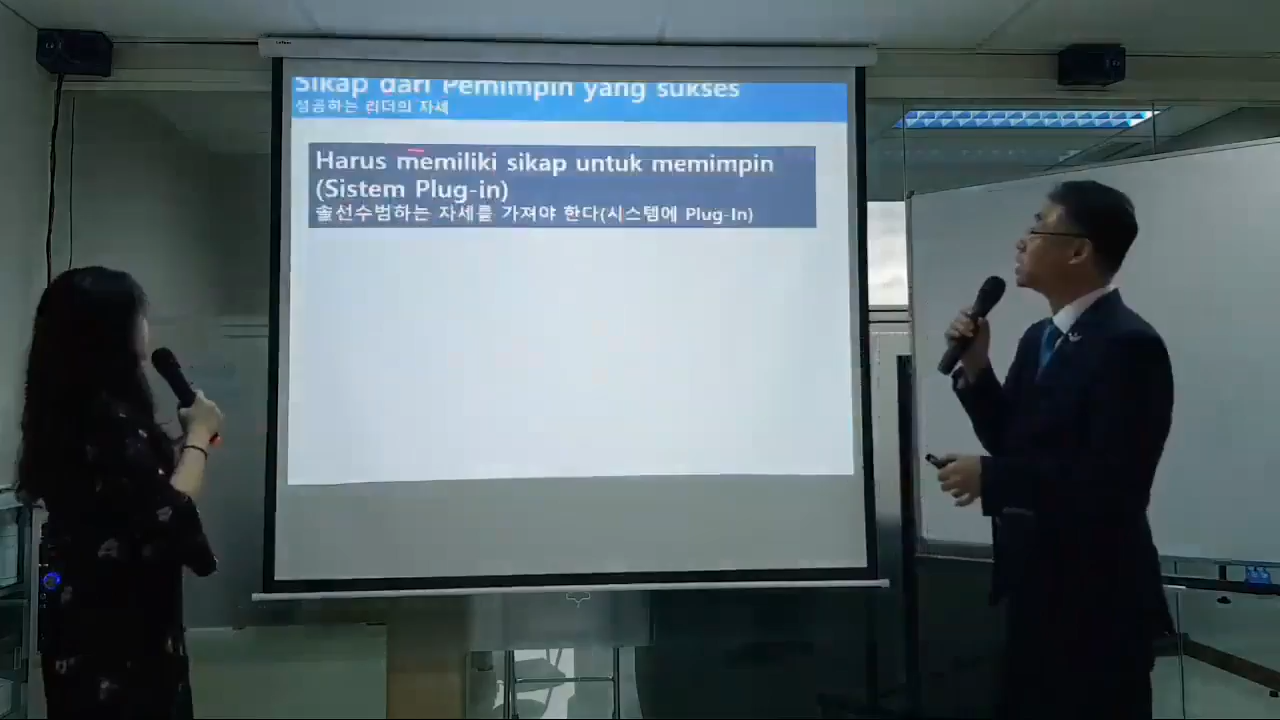 Sikap dari Pemimpin yang sukses
성공하는 리더의 자세
Harus memiliki sikap untuk memimpin
(Sistem Plug-in)
솔선수범하는 자세를 가져야 한다(시스템에 Plug-In)